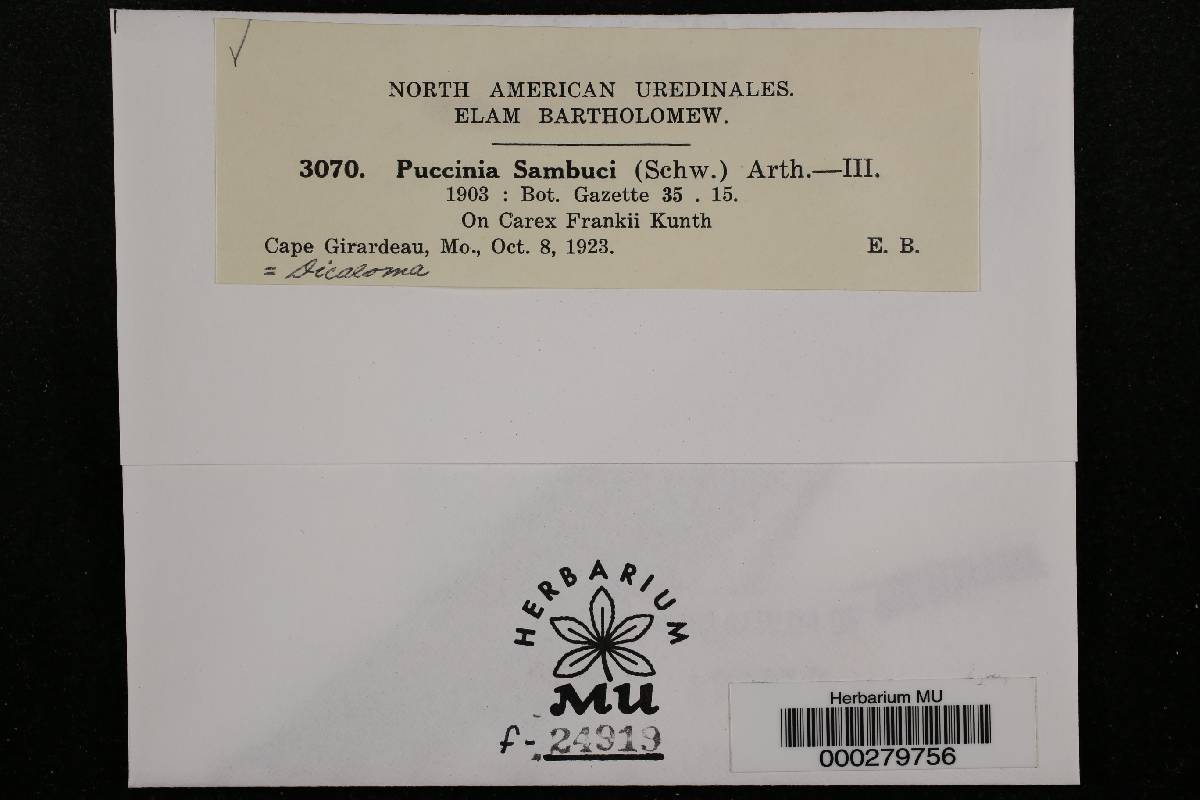 NORTH AMERICAN UREDINALES.
ELAM BARTHOLOMEW.
3070. Puccinia Sambuci (Schw.) Arth.—III.
1903 : Bot. Gazette 35 . 15.
On Carex Frankii Kunth
Cape Girardeau, Mo., Oct. 8, 1923. E. B.
= Dicaeoma
HERBARIUM
MU
f- 24919
Herbarium MU
000279756